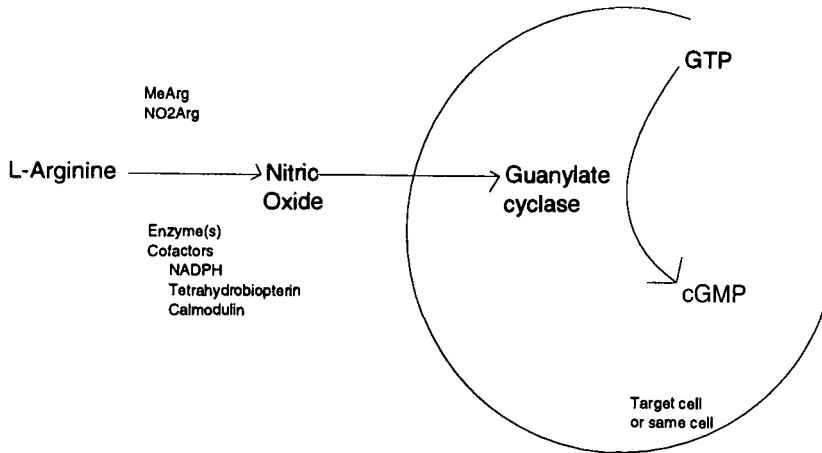 MeArg
NO2Arg
L-Arginine
Nitric
Oxide
Enzyme(s)
Cofactors
NADPH
Tetrahydrobiopterin
Calmodulin
Guanylate
cyclase
GTP
cGMP
Target cell
or same cell